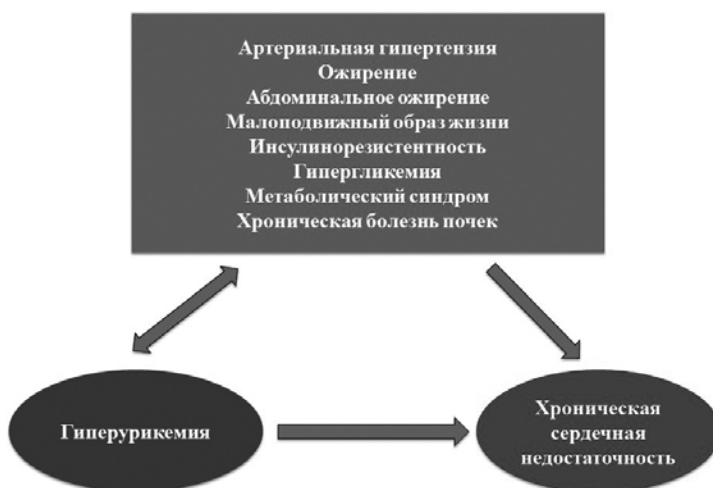 Артериальная гипертензия
Ожирение
Абдоминальное ожирение
Малоподвижный образ жизни
Инсулинорезистентность
Гипергликемия
Метаболический синдром
Хроническая болезнь почек
Гиперурикемия
Хроническая
сердечная
недостаточность